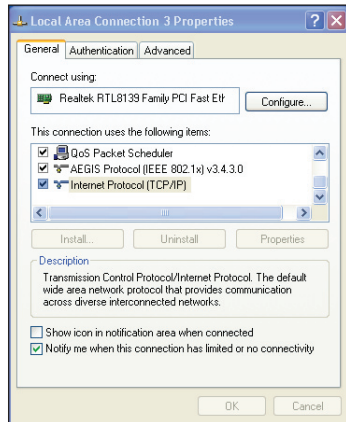 Local Area Connection 3 Properties
General Authentication Advanced
Connect using:
Realtek RTL8139 Family PCI Fast Eth
Configure...
This connection uses the following items:
QoS Packet Scheduler
AEGIS Protocol (IEEE 802.1x) v3.4.3.0
Internet Protocol (TCP/IP)
Install... Uninstall Properties
Description
Transmission Control Protocol/Internet Protocol. The default
wide area network protocol that provides communication
across diverse interconnected networks.
Show icon in notification area when connected
Notify me when this connection has limited or no connectivity
OK Cancel